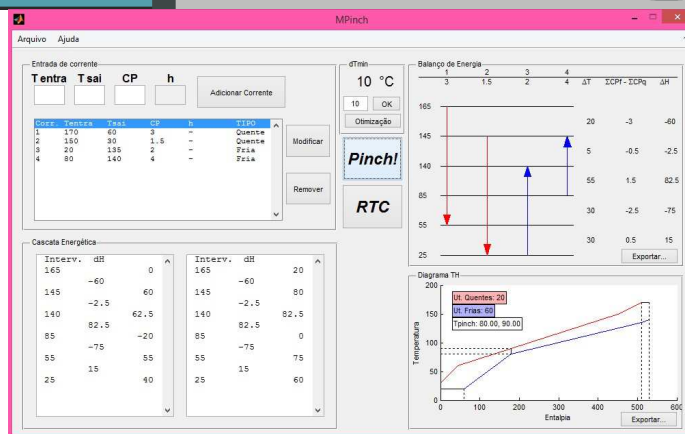 MPinch
Arquivo Ajuda
Entrada de corrente
T entra T sai CP h
Adicionar Corrente
Corr. Tentra Tsai CP h TIPO
1 170 60 3 - Quente
2 150 30 1.5 - Quente
3 20 135 2 - Fria
4 80 140 4 - Fria
Modificar
Remover
dTmin
10 °C
10 OK
Otimização
Pinch!
RTC
Balanço de Energia
1 2 3 4
3 1.5 2 4 ΔT ΣCPf - ΣCPq ΔH
165
20 -3 -60
145
5 -0.5 -2.5
140
55 1.5 82.5
85
30 -2.5 -75
55
30 0.5 15
25
Exportar...
Cascata Energética
Interv. dH
165 0
-60
145 60
-2.5
140 62.5
82.5
85 -20
-75
55 55
15
25 40
Interv. dH
165 20
-60
145 80
-2.5
140 82.5
82.5
85 0
-75
55 75
15
25 60
Diagrama TH
Ut. Quentes: 20
Ut. Frias: 60
Tpinch: 80.00, 90.00
Temperatura
200
150
100
50
0
0 100 200 300 400 500 600
Entalpia
Exportar...